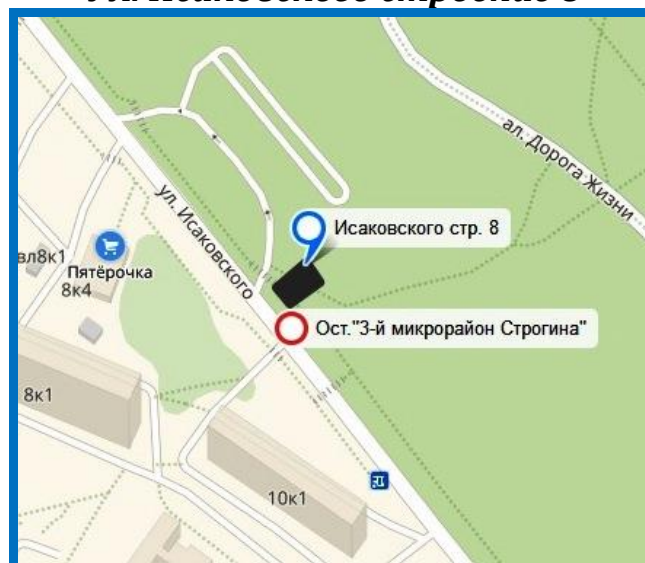 ал. Дорога Жизни
ул. Исаковского
Исаковского стр. 8
вл8к1
Пятёрочка
8к4
Ост."3-й микрорайон Строгина"
8к1
10к1